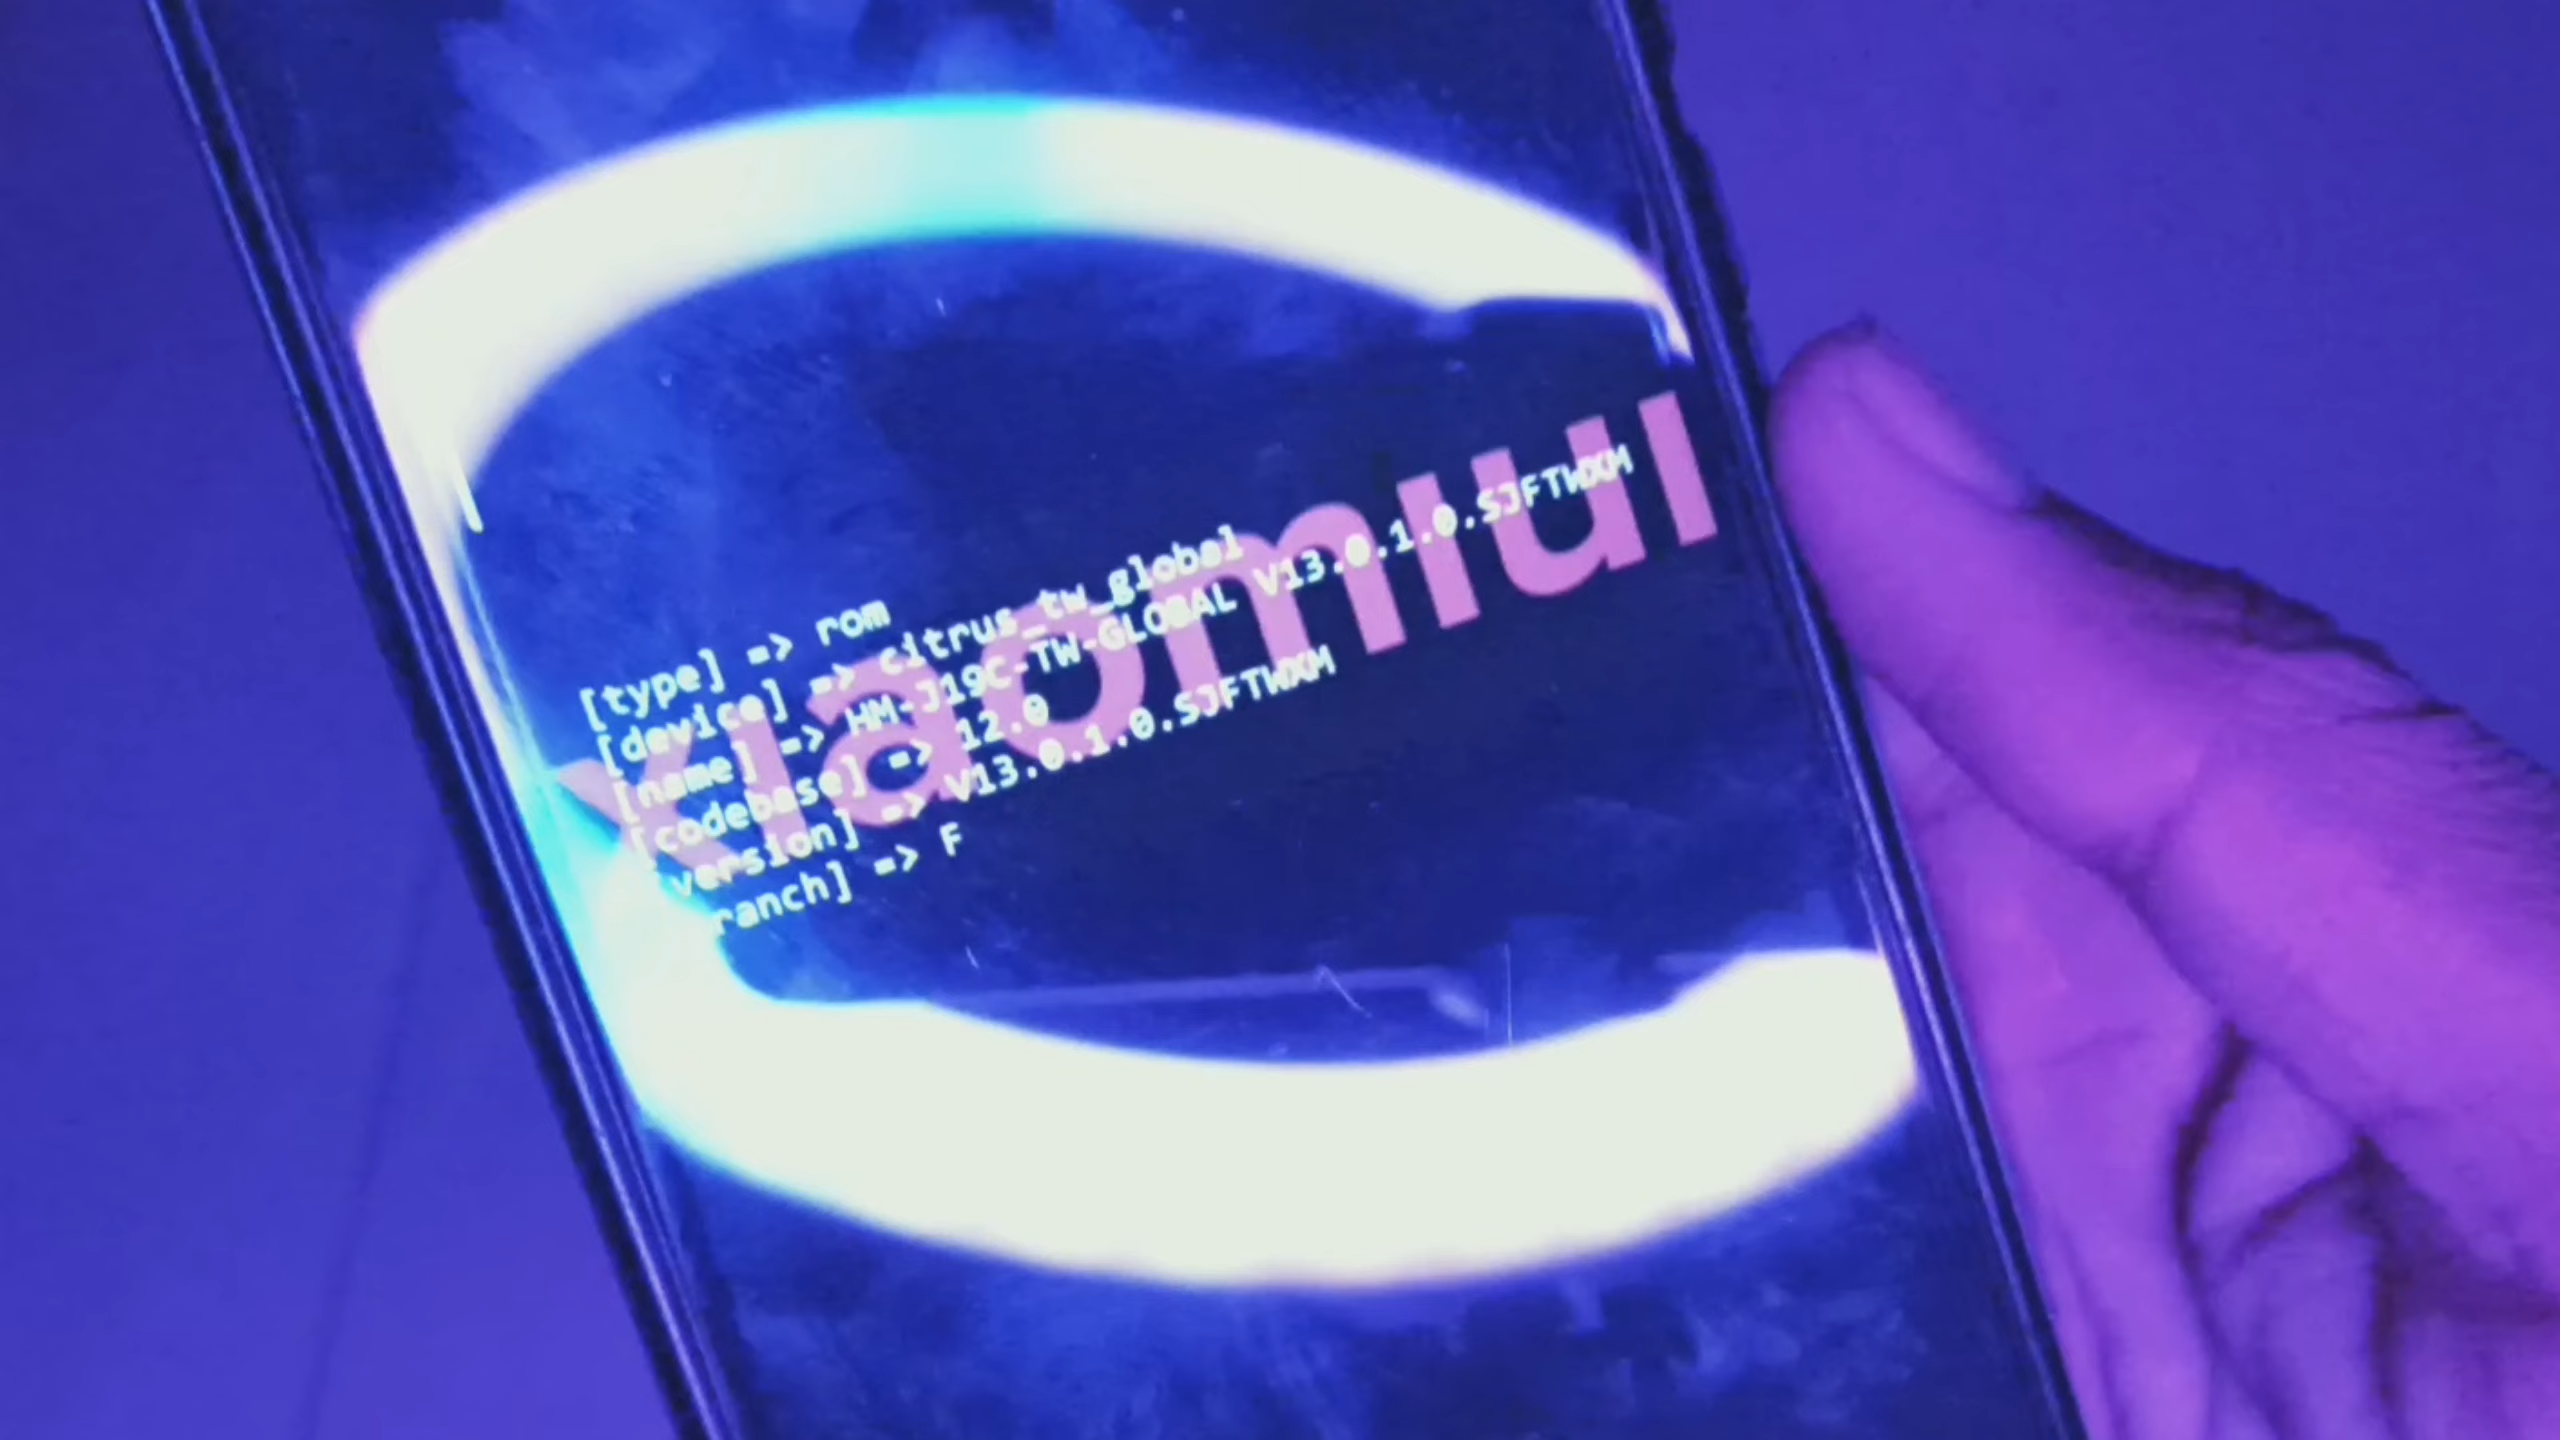 [type] => rom
[device] => citrus_tw_global
[name] => HM-J19C-TW-GLOBAL V13.0.1.0.SJFTWXM
[codebase] => 12.0
version] => V13.0.1.0.SJFTWXM
ranch] => F
xiaomiui